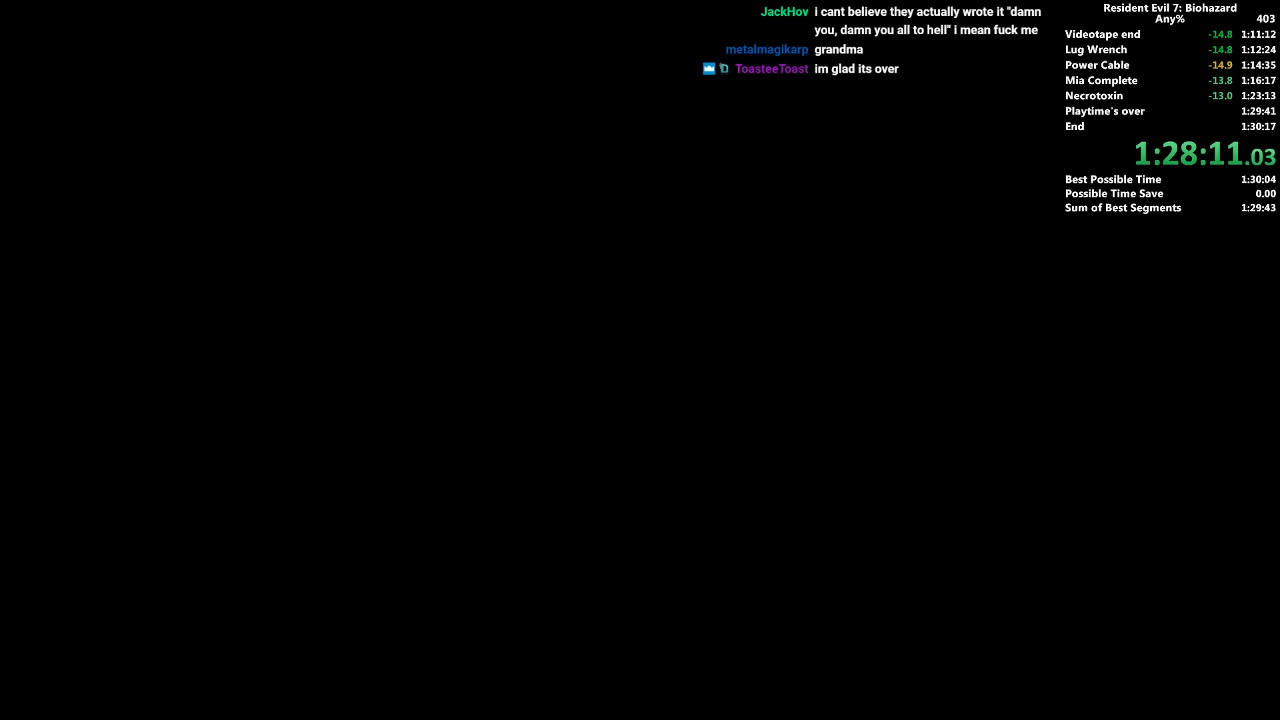 JackHov i cant believe they actually wrote it "damn
you, damn you all to hell" i mean fuck me
metalmagikarp grandma
ToasteeToast im glad its over
Resident Evil 7: Biohazard
Any% 403
Videotape end -14.8 1:11:12
Lug Wrench -14.8 1:12:24
Power Cable -14.9 1:14:35
Mia Complete -13.8 1:16:17
Necrotoxin -13.0 1:23:13
Playtime's over 1:29:41
End 1:30:17
1:28:11.03
Best Possible Time 1:30:04
Possible Time Save 0.00
Sum of Best Segments 1:29:43